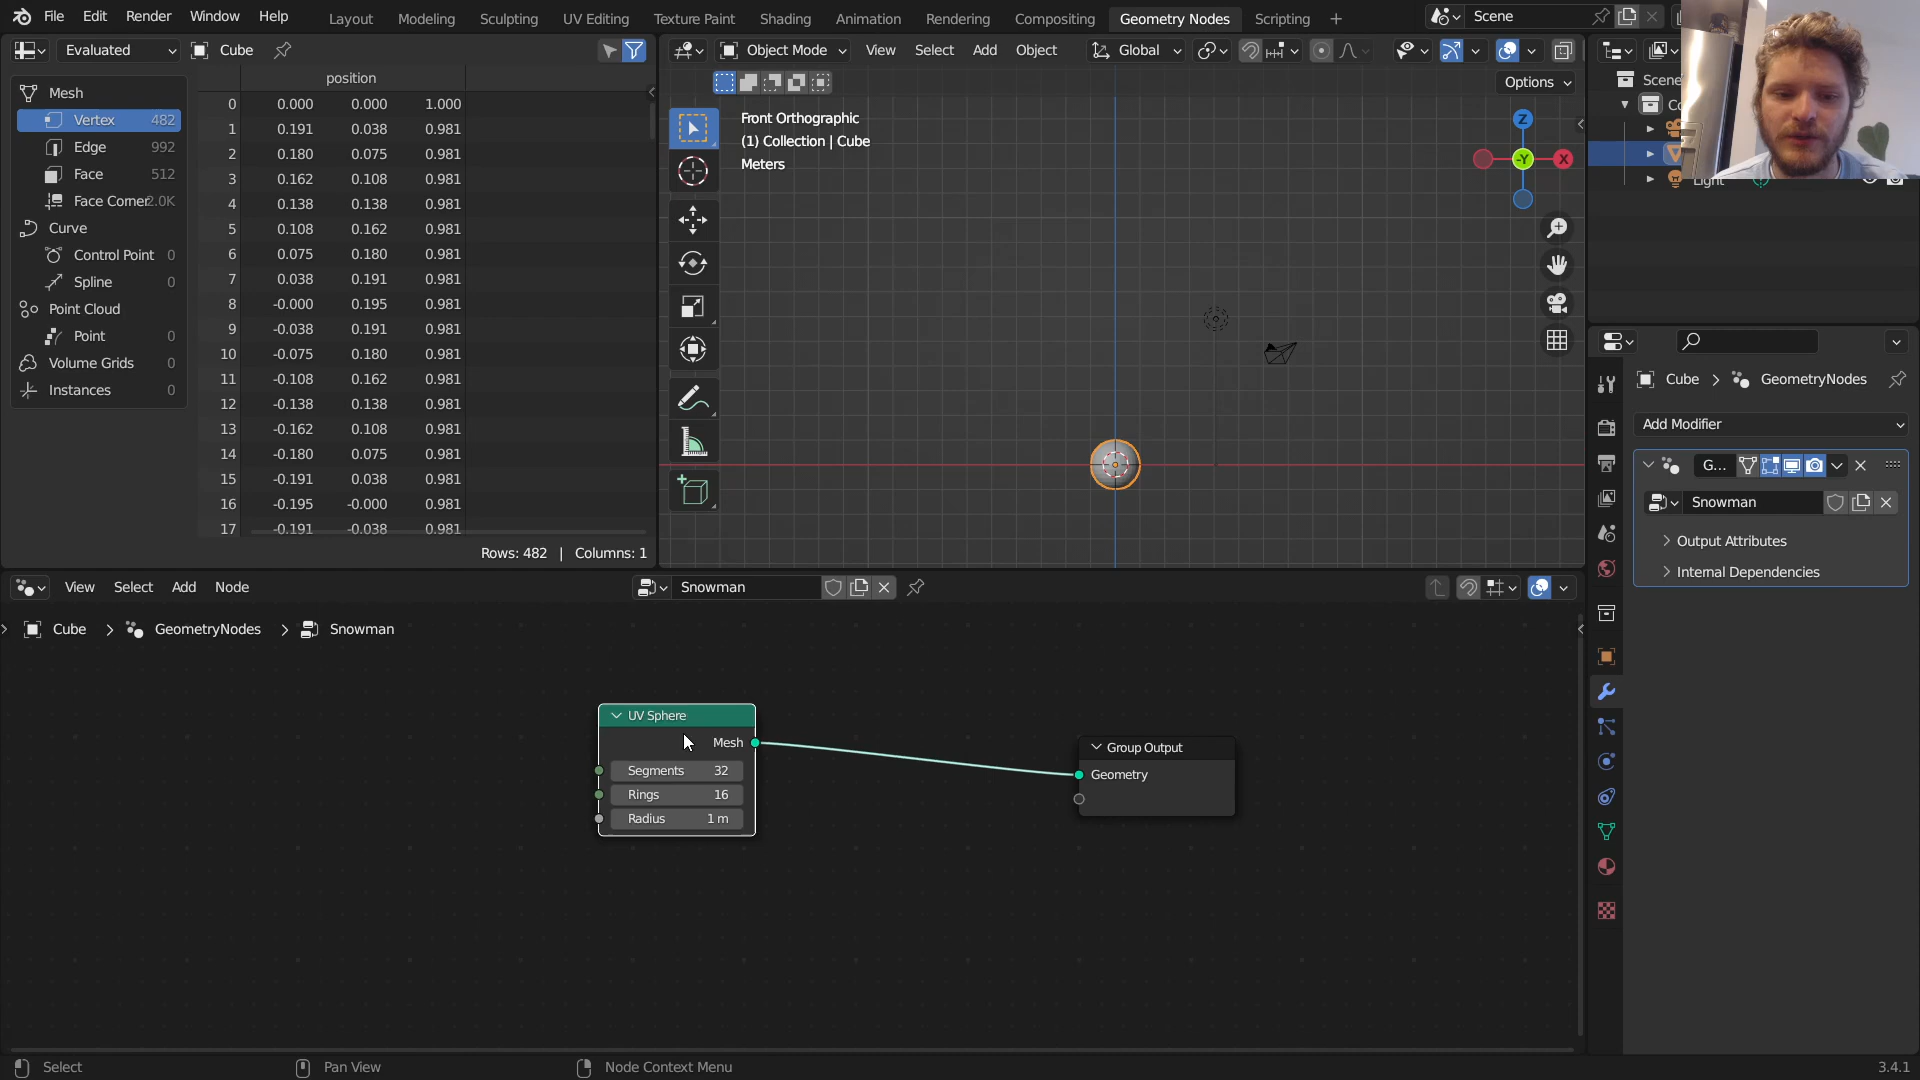 File Edit Render Window Help Layout Modeling Sculpting UV Editing Texture Paint Shading Animation Rendering Compositing Geometry Nodes Scripting + Scene
Evaluated Cube
Object Mode View Select Add Object Global
Options
position
Mesh
Vertex 482
Edge 992
Face 512
Face Corner 2.0K
Curve
Control Point 0
Spline 0
Point Cloud
Point 0
Volume Grids 0
Instances 0
0 0.000 0.000 1.000
1 0.191 0.038 0.981
2 0.180 0.075 0.981
3 0.162 0.108 0.981
4 0.138 0.138 0.981
5 0.108 0.162 0.981
6 0.075 0.180 0.981
7 0.038 0.191 0.981
8 -0.000 0.195 0.981
9 -0.038 0.191 0.981
10 -0.075 0.180 0.981
11 -0.108 0.162 0.981
12 -0.138 0.138 0.981
13 -0.162 0.108 0.981
14 -0.180 0.075 0.981
15 -0.191 0.038 0.981
16 -0.195 -0.000 0.981
17 -0.191 -0.038 0.981
Rows: 482 | Columns: 1
Front Orthographic
(1) Collection | Cube
Meters
Z
-Y X
Scene
Light
Cube > GeometryNodes
Add Modifier
G...
Snowman
Output Attributes
Internal Dependencies
View Select Add Node Snowman
Cube > GeometryNodes > Snowman
UV Sphere
Mesh
Segments 32
Rings 16
Radius 1 m
Group Output
Geometry
Select Pan View Node Context Menu 3.4.1